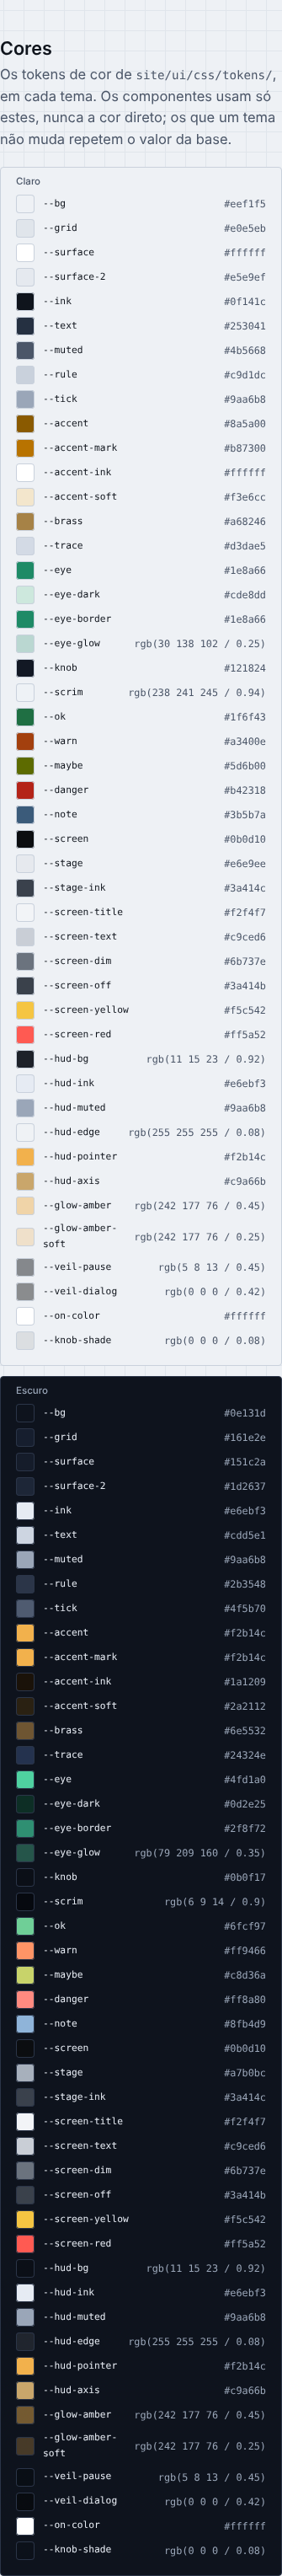 Cores
Os tokens de cor de site/ui/css/tokens/,
em cada tema. Os componentes usam só
estes, nunca a cor direto; os que um tema
não muda repetem o valor da base.
Claro
--bg #eef1f5
--grid #e0e5eb
--surface #ffffff
--surface-2 #e5e9ef
--ink #0f141c
--text #253041
--muted #4b5668
--rule #c9d1dc
--tick #9aa6b8
--accent #8a5a00
--accent-mark #b87300
--accent-ink #ffffff
--accent-soft #f3e6cc
--brass #a68246
--trace #d3dae5
--eye #1e8a66
--eye-dark #cde8dd
--eye-border #1e8a66
--eye-glow rgb(30 138 102 / 0.25)
--knob #121824
--scrim rgb(238 241 245 / 0.94)
--ok #1f6f43
--warn #a3400e
--maybe #5d6b00
--danger #b42318
--note #3b5b7a
--screen #0b0d10
--stage #e6e9ee
--stage-ink #3a414c
--screen-title #f2f4f7
--screen-text #c9ced6
--screen-dim #6b737e
--screen-off #3a414b
--screen-yellow #f5c542
--screen-red #ff5a52
--hud-bg rgb(11 15 23 / 0.92)
--hud-ink #e6ebf3
--hud-muted #9aa6b8
--hud-edge rgb(255 255 255 / 0.08)
--hud-pointer #f2b14c
--hud-axis #c9a66b
--glow-amber rgb(242 177 76 / 0.45)
--glow-amber-
soft rgb(242 177 76 / 0.25)
--veil-pause rgb(5 8 13 / 0.45)
--veil-dialog rgb(0 0 0 / 0.42)
--on-color #ffffff
--knob-shade rgb(0 0 0 / 0.08)
Escuro
--bg #0e131d
--grid #161e2e
--surface #151c2a
--surface-2 #1d2637
--ink #e6ebf3
--text #cdd5e1
--muted #9aa6b8
--rule #2b3548
--tick #4f5b70
--accent #f2b14c
--accent-mark #f2b14c
--accent-ink #1a1209
--accent-soft #2a2112
--brass #6e5532
--trace #24324e
--eye #4fd1a0
--eye-dark #0d2e25
--eye-border #2f8f72
--eye-glow rgb(79 209 160 / 0.35)
--knob #0b0f17
--scrim rgb(6 9 14 / 0.9)
--ok #6fcf97
--warn #ff9466
--maybe #c8d36a
--danger #ff8a80
--note #8fb4d9
--screen #0b0d10
--stage #a7b0bc
--stage-ink #3a414c
--screen-title #f2f4f7
--screen-text #c9ced6
--screen-dim #6b737e
--screen-off #3a414b
--screen-yellow #f5c542
--screen-red #ff5a52
--hud-bg rgb(11 15 23 / 0.92)
--hud-ink #e6ebf3
--hud-muted #9aa6b8
--hud-edge rgb(255 255 255 / 0.08)
--hud-pointer #f2b14c
--hud-axis #c9a66b
--glow-amber rgb(242 177 76 / 0.45)
--glow-amber-
soft rgb(242 177 76 / 0.25)
--veil-pause rgb(5 8 13 / 0.45)
--veil-dialog rgb(0 0 0 / 0.42)
--on-color #ffffff
--knob-shade rgb(0 0 0 / 0.08)